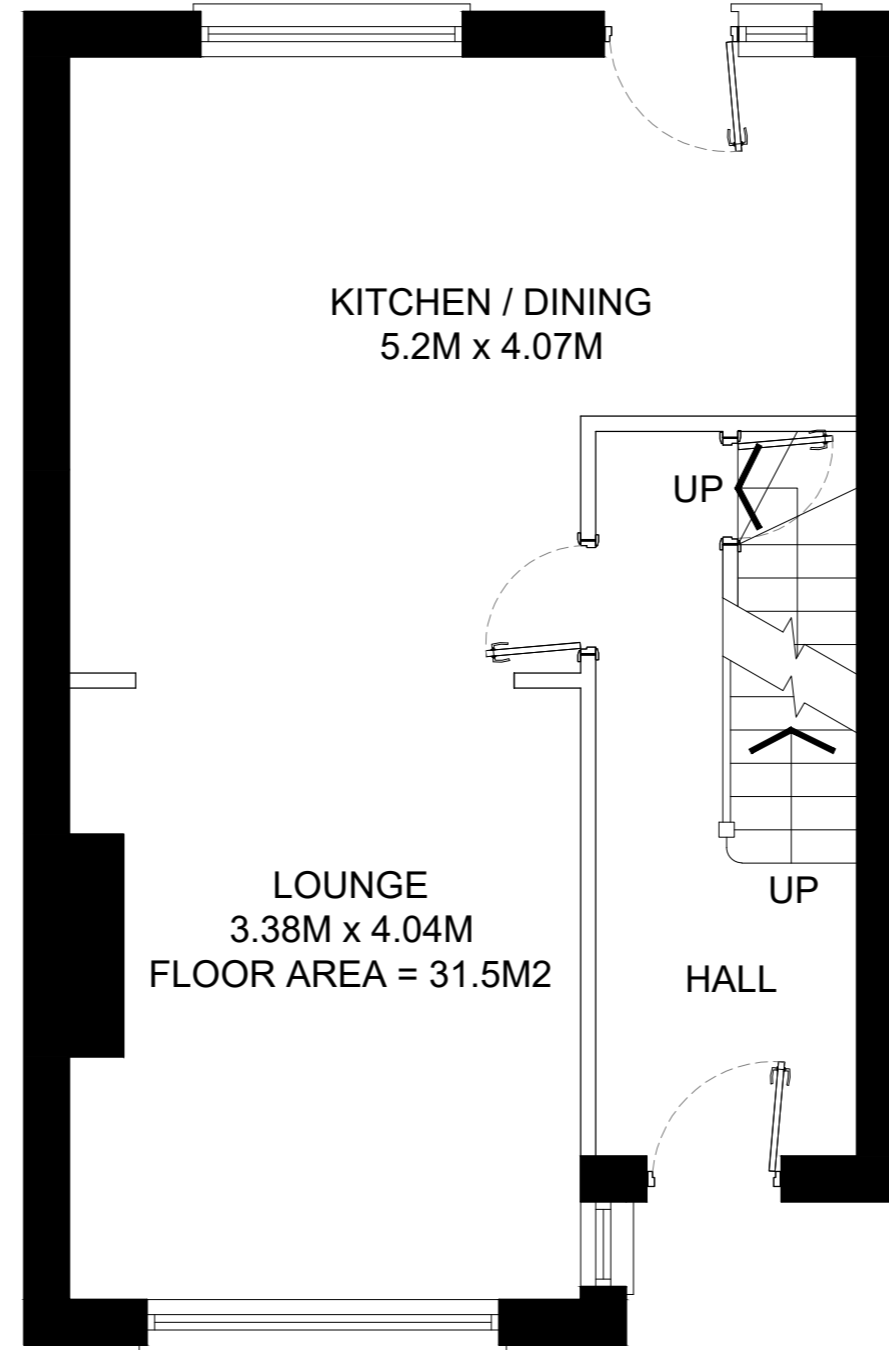 KITCHEN / DINING
5.2M x 4.07M
UP
LOUNGE
3.38M x 4.04M
FLOOR AREA = 31.5M2
UP
HALL